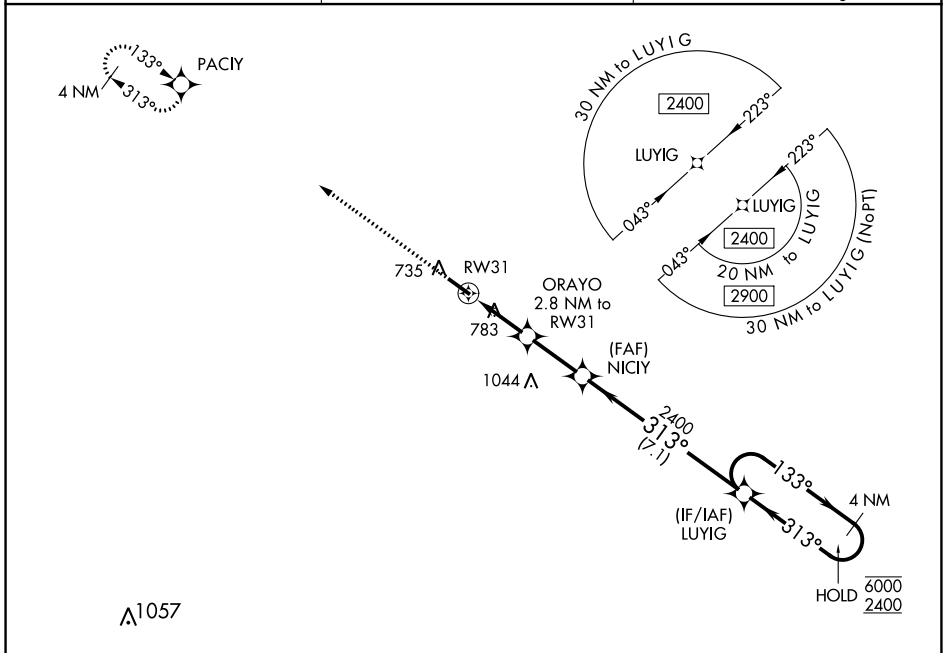 133°
PACIY
4 NM
313°
30 NM to LUYIG
2400
223°
LUYIG
043°
223°
LUYIG
043°
2400
20 NM to LUYIG
2900
30 NM to LUYIG (NoPT)
735
RW31
ORAYO
2.8 NM to
RW31
783
(FAF)
NICIY
1044
2400
313°
(7.1)
133°
4 NM
(IF/IAF)
LUYIG
313°
HOLD
6000
2400
1057